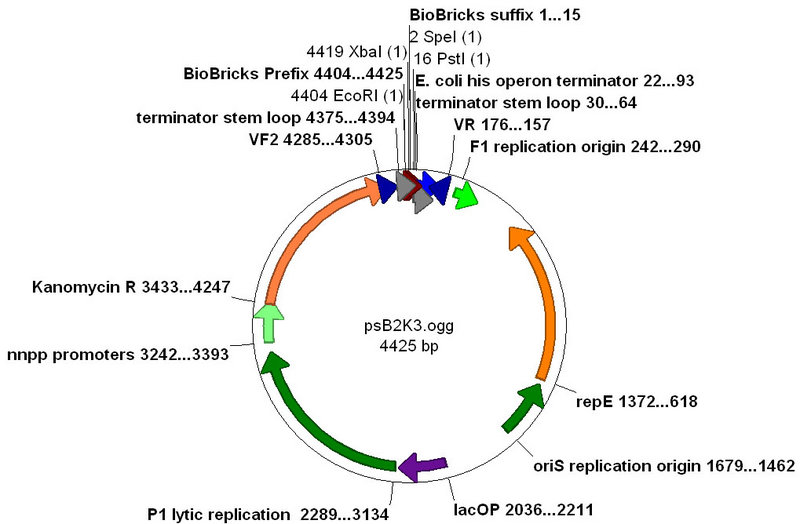 BioBricks suffix 1...15
2 SpeI (1)
4419 XbaI (1)
16 PstI (1)
BioBricks Prefix 4404...4425
E. coli his operon terminator 22...93
4404 EcoRI (1)
terminator stem loop 30...64
terminator stem loop 4375...4394
VR 176...157
VF2 4285...4305
F1 replication origin 242...290
Kanomycin R 3433...4247
psB2K3.ogg
4425 bp
nnpp promoters 3242...3393
repE 1372...618
oriS replication origin 1679...1462
P1 lytic replication 2289...3134
lacOP 2036...2211